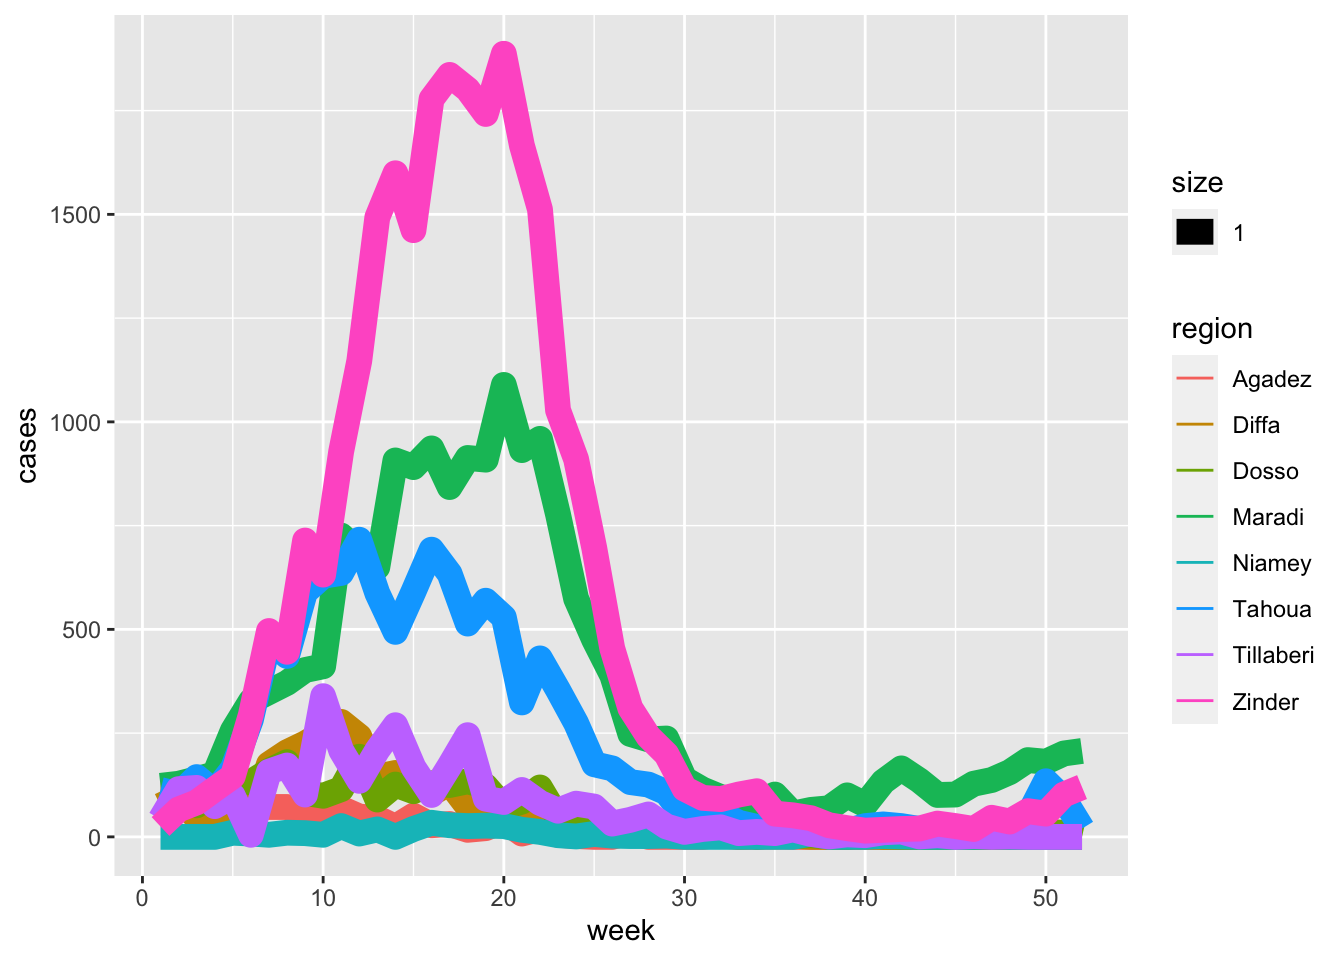 1500
1000
500
0
cases
0 10 20 30 40 50
week
size
1
region
Agadez
Diffa
Dosso
Maradi
Niamey
Tahoua
Tillaberi
Zinder